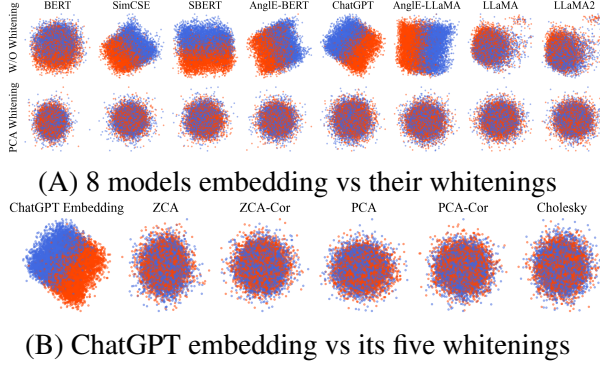 BERT SimCSE SBERT AnglE-BERT ChatGPT AnglE-LLaMA LLaMA LLaMA2
W/O Whitening
PCA Whitening
(A) 8 models embedding vs their whitenings
ChatGPT Embedding ZCA ZCA-Cor PCA PCA-Cor Cholesky
(B) ChatGPT embedding vs its five whitenings